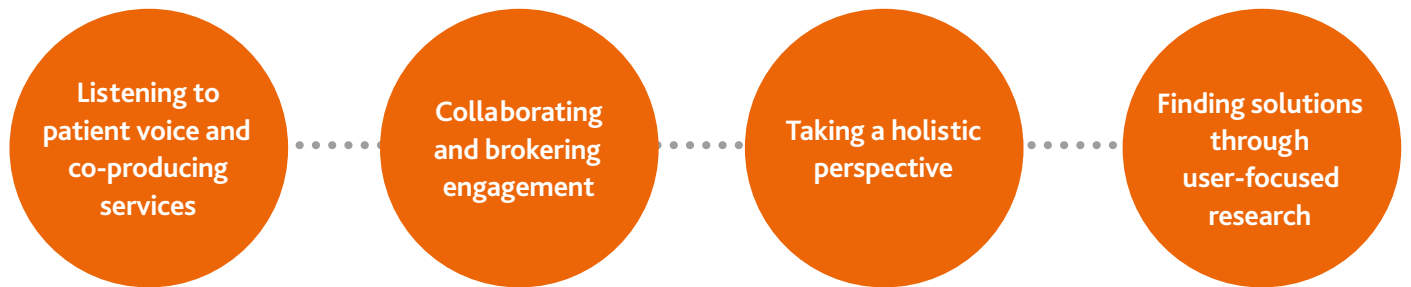 Listening to
patient voice and
co-producing
services
Collaborating
and brokering
engagement
Taking a holistic
perspective
Finding solutions
through
user-focused
research